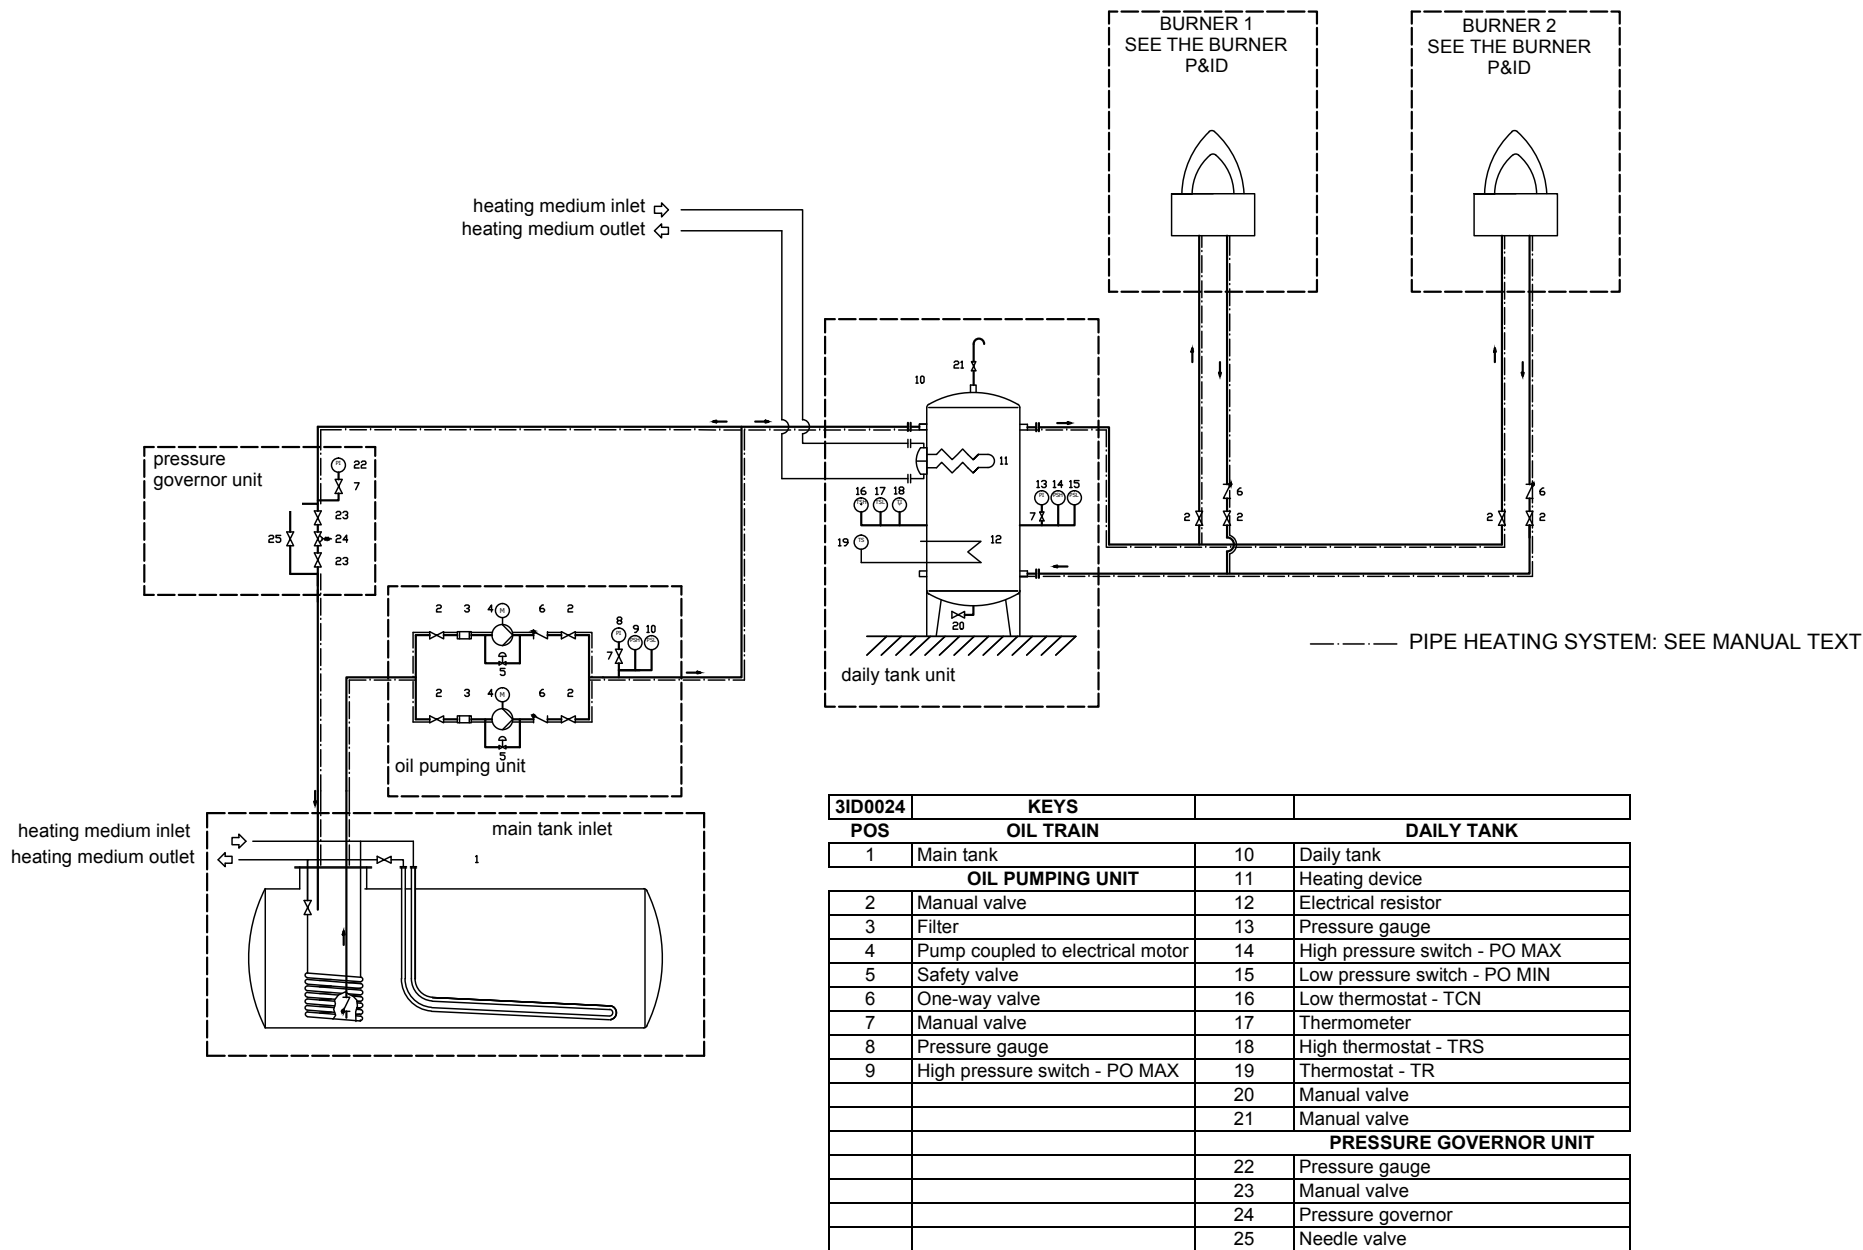 BURNER 1
SEE THE BURNER
P&ID
BURNER 2
SEE THE BURNER
P&ID
heating medium inlet
heating medium outlet
21
10
11
16 17 18
13 14 15
7
19
12
20
daily tank unit
6
2 2
6
2 2
pressure
governor unit
PI 22
7
23
25 24
23
2 3 4 M 6 2
5
8
PI
9 10
PSH PSL
7
2 3 4 M 6 2
5
oil pumping unit
PIPE HEATING SYSTEM: SEE MANUAL TEXT
heating medium inlet
heating medium outlet
main tank inlet
1
3ID0024 KEYS
POS OIL TRAIN DAILY TANK
1 Main tank 10 Daily tank
OIL PUMPING UNIT 11 Heating device
2 Manual valve 12 Electrical resistor
3 Filter 13 Pressure gauge
4 Pump coupled to electrical motor 14 High pressure switch - PO MAX
5 Safety valve 15 Low pressure switch - PO MIN
6 One-way valve 16 Low thermostat - TCN
7 Manual valve 17 Thermometer
8 Pressure gauge 18 High thermostat - TRS
9 High pressure switch - PO MAX 19 Thermostat - TR
20 Manual valve
21 Manual valve
PRESSURE GOVERNOR UNIT
22 Pressure gauge
23 Manual valve
24 Pressure governor
25 Needle valve